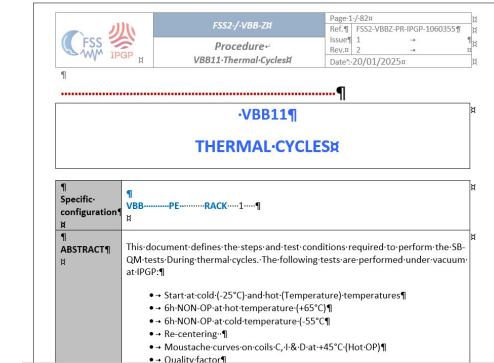 FSS
IPGP
FSS2-/-VBB-Z
Procedure
VBB11·Thermal·Cycles
Page·1·/·82
Ref.¶ FSS2-VBBZ-PR-IPGP-1060355¶
Issue¶ 1 → ¶
Rev.¤ 2 →
Date°:·20/01/2025¤
¶
¶
·VBB11¶
THERMAL·CYCLES¤
¶
Specific·
configuration¶
¤
¶
VBB············PE··········RACK·····1·····¶
¤
¶
ABSTRACT¶
¤
This·document·defines·the·steps·and·test·conditions·required·to·perform·the·SB-
QM·tests·During·thermal·cycles.·The·following·tests·are·performed·under·vacuum·
at·IPGP:¶
•→Start·at·cold·(-25°C)·and·hot·(Temperature)·temperatures¶
•→6h·NON-OP·at·hot·temperature·(+65°C)¶
•→6h·NON-OP·at·cold·temperature·(-55°C¶
•→Re-centering··¶
•→Moustache·curves·on·coils·C,·I·&·D·at·+45°C·(Hot·OP)¶
•→Quality·factor¶